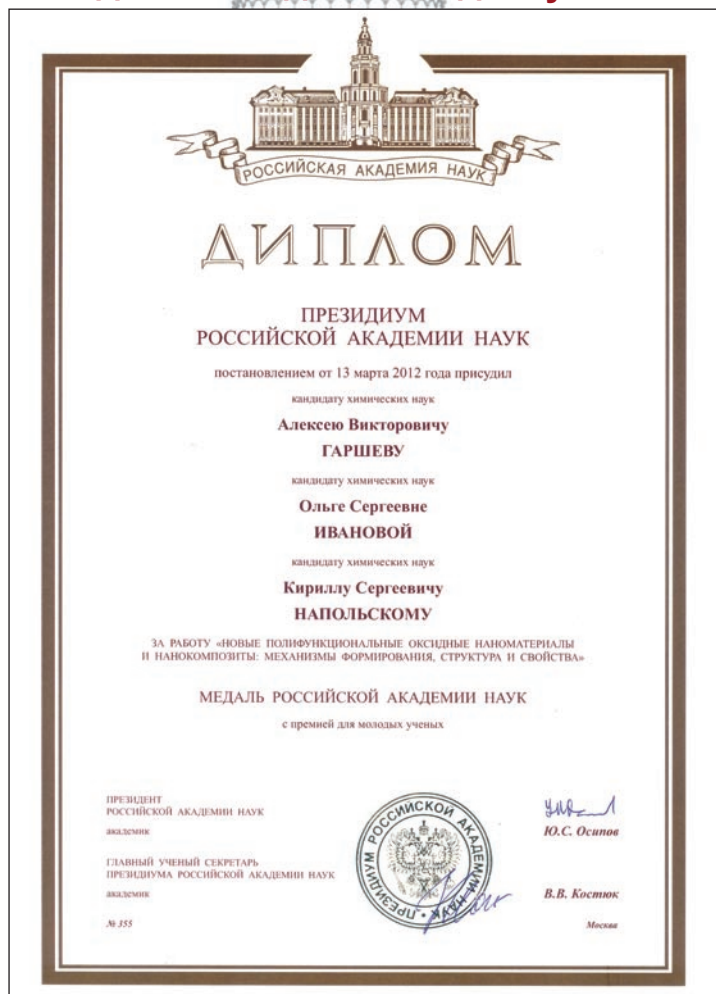 РОССИЙСКАЯ АКАДЕМИЯ НАУК
ДИПЛОМ
ПРЕЗИДИУМ
РОССИЙСКОЙ АКАДЕМИИ НАУК
постановлением от 13 марта 2012 года присудил
кандидату химических наук
Алексею Викторовичу
ГАРШЕВУ
кандидату химических наук
Ольге Сергеевне
ИВАНОВОЙ
кандидату химических наук
Кириллу Сергеевичу
НАПОЛЬСКОМУ
ЗА РАБОТУ «НОВЫЕ ПОЛИФУНКЦИОНАЛЬНЫЕ ОКСИДНЫЕ НАНОМАТЕРИАЛЫ
И НАНОКОМПОЗИТЫ: МЕХАНИЗМЫ ФОРМИРОВАНИЯ, СТРУКТУРА И СВОЙСТВА»
МЕДАЛЬ РОССИЙСКОЙ АКАДЕМИИ НАУК
с премией для молодых ученых
ПРЕЗИДЕНТ
РОССИЙСКОЙ АКАДЕМИИ НАУК
академик
Ю.С. Осипов
ГЛАВНЫЙ УЧЕНЫЙ СЕКРЕТАРЬ
ПРЕЗИДИУМА РОССИЙСКОЙ АКАДЕМИИ НАУК
академик
В.В. Костюк
№ 355
Москва
ПРЕЗИДИУМ РОССИЙСКОЙ АКАДЕМИИ НАУК